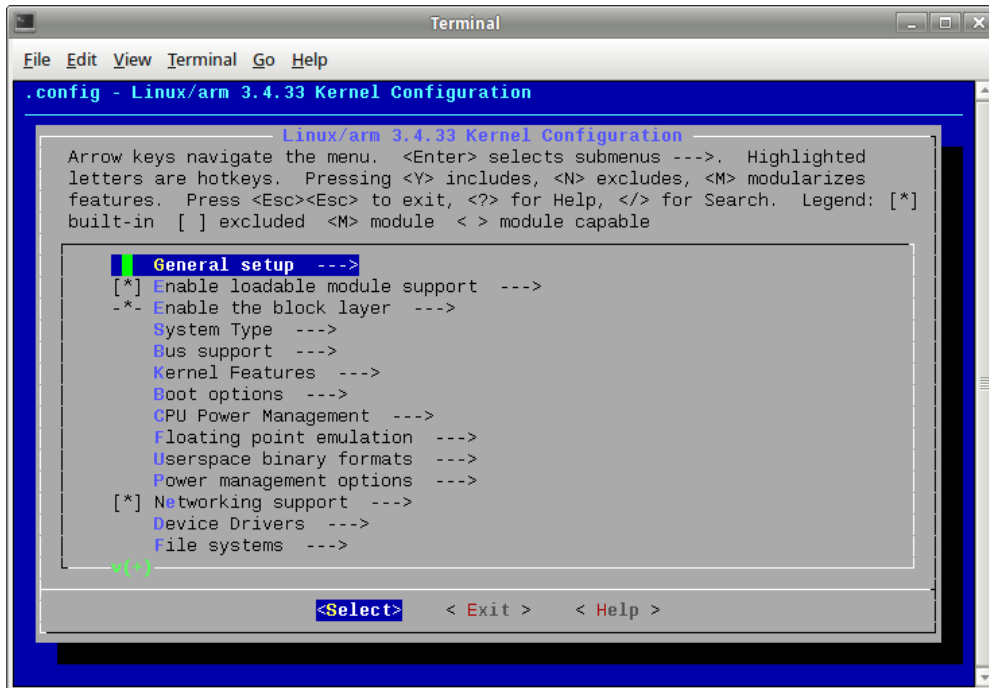 Terminal
File Edit View Terminal Go Help
.config - Linux/arm 3.4.33 Kernel Configuration
Linux/arm 3.4.33 Kernel Configuration
Arrow keys navigate the menu.  <Enter> selects submenus --->.  Highlighted
letters are hotkeys.  Pressing <Y> includes, <N> excludes, <M> modularizes
features.  Press <Esc><Esc> to exit, <?> for Help, </> for Search.  Legend: [*]
built-in  [ ] excluded  <M> module  < > module capable
General setup  --->
[*] Enable loadable module support  --->
-*- Enable the block layer  --->
System Type  --->
Bus support  --->
Kernel Features  --->
Boot options  --->
CPU Power Management  --->
Floating point emulation  --->
Userspace binary formats  --->
Power management options  --->
[*] Networking support  --->
Device Drivers  --->
File systems  --->
v(+)
<Select>    < Exit >    < Help >